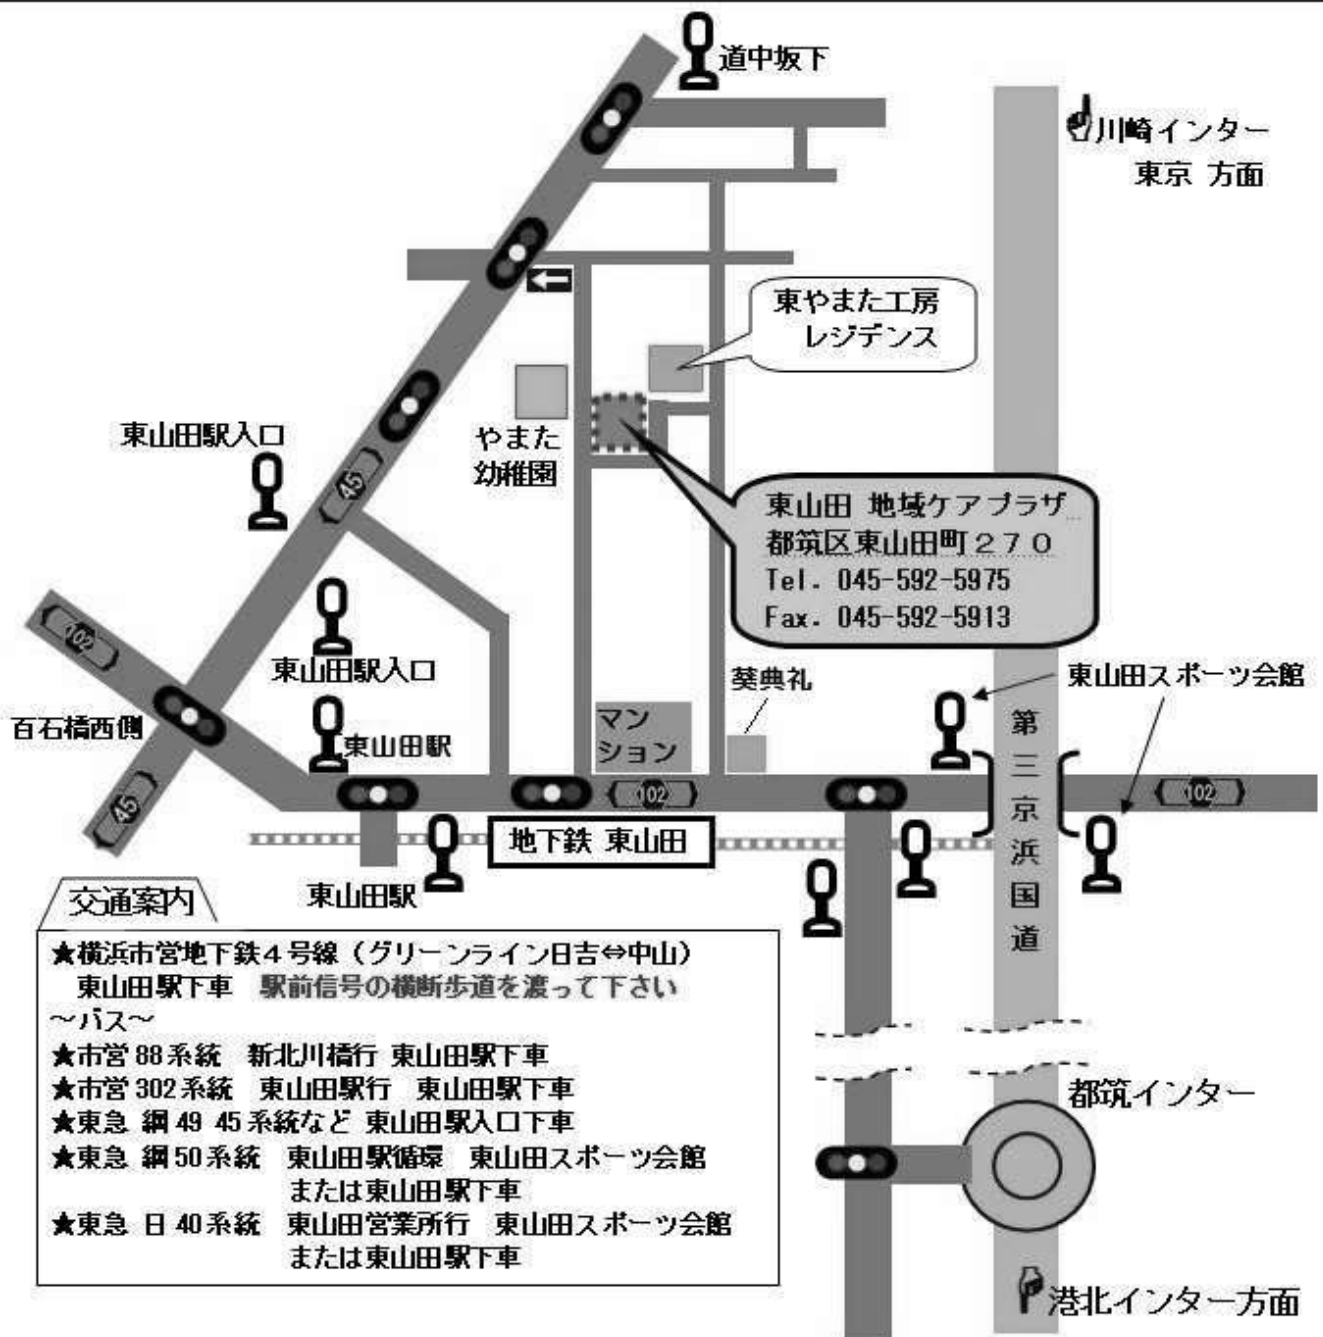 道中坂下
川崎インター
東京 方面
東やまた工房
レジデンス
東山田駅入口
やまた
幼稚園
45
東山田 地域ケアプラザ
都筑区東山田町270
Tel. 045-592-5975
Fax. 045-592-5913
102
東山田駅入口
葵典礼
東山田スポーツ会館
百石橋西側
東山田駅
マン
ション
第三京浜国道
102
102
45
地下鉄 東山田
東山田駅
交通案内
★横浜市営地下鉄4号線(グリーンライン日吉⇔中山)
東山田駅下車 駅前信号の横断歩道を渡って下さい
~バス~
★市営88系統 新北川橋行 東山田駅下車
★市営302系統 東山田駅行 東山田駅下車
★東急 綱49 45系統など 東山田駅入口下車
★東急 綱50系統 東山田駅循環 東山田スポーツ会館
または東山田駅下車
★東急 日40系統 東山田営業所行 東山田スポーツ会館
または東山田駅下車
都筑インター
港北インター方面